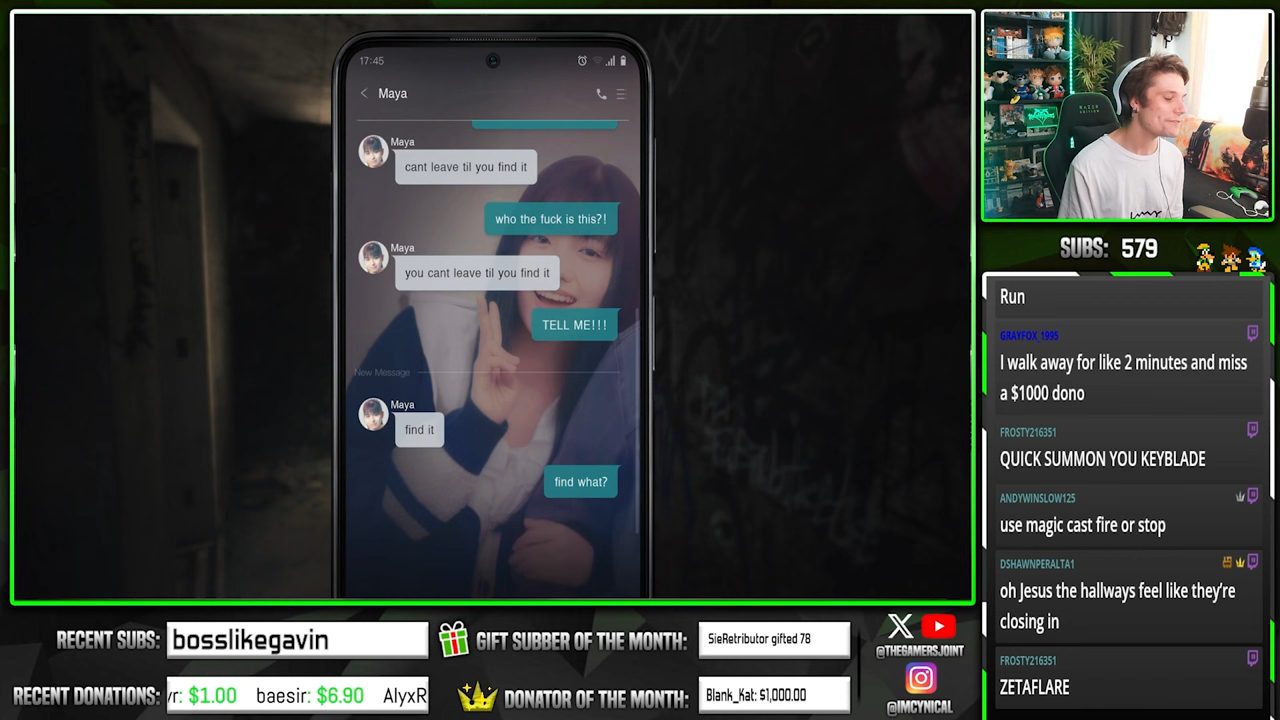 17:45
Maya
Maya
cant leave til you find it
who the fuck is this?!
Maya
you cant leave til you find it
TELL ME!!!
New Message
Maya
find it
find what?
RAZER
SUBS: 579
Run
GRAYFOX_1995
I walk away for like 2 minutes and miss
a $1000 dono
FROSTY216351
QUICK SUMMON YOU KEYBLADE
ANDYWINSLOW125
use magic cast fire or stop
DSHAWNPERALTA1
oh Jesus the hallways feel like they're
closing in
FROSTY216351
ZETAFLARE
RECENT SUBS: bosslikegavin
GIFT SUBBER OF THE MONTH: SieRetributor gifted 78
@THEGAMERSJOINT
RECENT DONATIONS: yr: $1.00 baesir: $6.90 AlyxR
DONATOR OF THE MONTH: Blank_Kat: $1,000.00
@IMCYNICAL